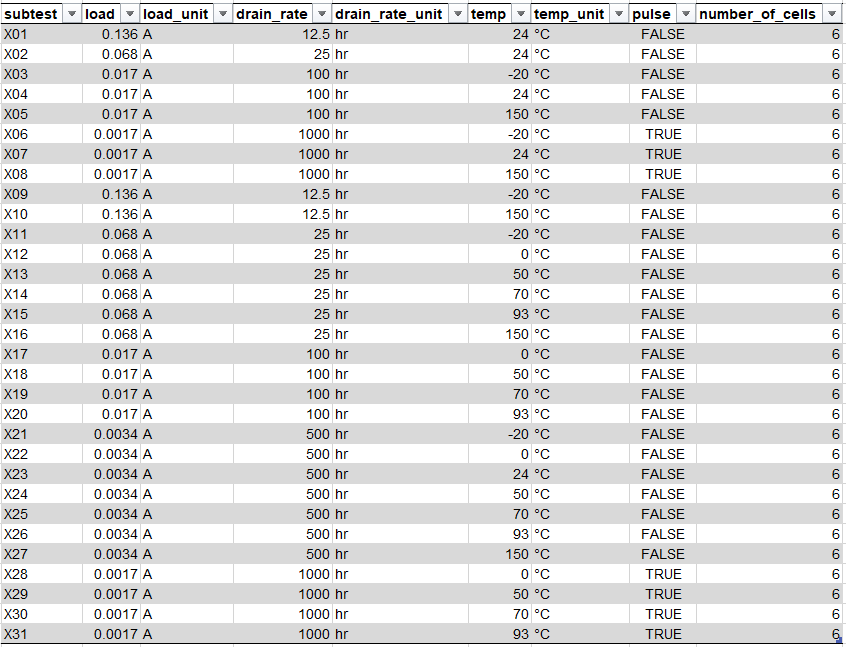 subtest load load_unit drain_rate drain_rate_unit temp temp_unit pulse number_of_cells
X01 0.136 A 12.5 hr 24 °C FALSE 6
X02 0.068 A 25 hr 24 °C FALSE 6
X03 0.017 A 100 hr -20 °C FALSE 6
X04 0.017 A 100 hr 24 °C FALSE 6
X05 0.017 A 100 hr 150 °C FALSE 6
X06 0.0017 A 1000 hr -20 °C TRUE 6
X07 0.0017 A 1000 hr 24 °C TRUE 6
X08 0.0017 A 1000 hr 150 °C TRUE 6
X09 0.136 A 12.5 hr -20 °C FALSE 6
X10 0.136 A 12.5 hr 150 °C FALSE 6
X11 0.068 A 25 hr -20 °C FALSE 6
X12 0.068 A 25 hr 0 °C FALSE 6
X13 0.068 A 25 hr 50 °C FALSE 6
X14 0.068 A 25 hr 70 °C FALSE 6
X15 0.068 A 25 hr 93 °C FALSE 6
X16 0.068 A 25 hr 150 °C FALSE 6
X17 0.017 A 100 hr 0 °C FALSE 6
X18 0.017 A 100 hr 50 °C FALSE 6
X19 0.017 A 100 hr 70 °C FALSE 6
X20 0.017 A 100 hr 93 °C FALSE 6
X21 0.0034 A 500 hr -20 °C FALSE 6
X22 0.0034 A 500 hr 0 °C FALSE 6
X23 0.0034 A 500 hr 24 °C FALSE 6
X24 0.0034 A 500 hr 50 °C FALSE 6
X25 0.0034 A 500 hr 70 °C FALSE 6
X26 0.0034 A 500 hr 93 °C FALSE 6
X27 0.0034 A 500 hr 150 °C FALSE 6
X28 0.0017 A 1000 hr 0 °C TRUE 6
X29 0.0017 A 1000 hr 50 °C TRUE 6
X30 0.0017 A 1000 hr 70 °C TRUE 6
X31 0.0017 A 1000 hr 93 °C TRUE 6